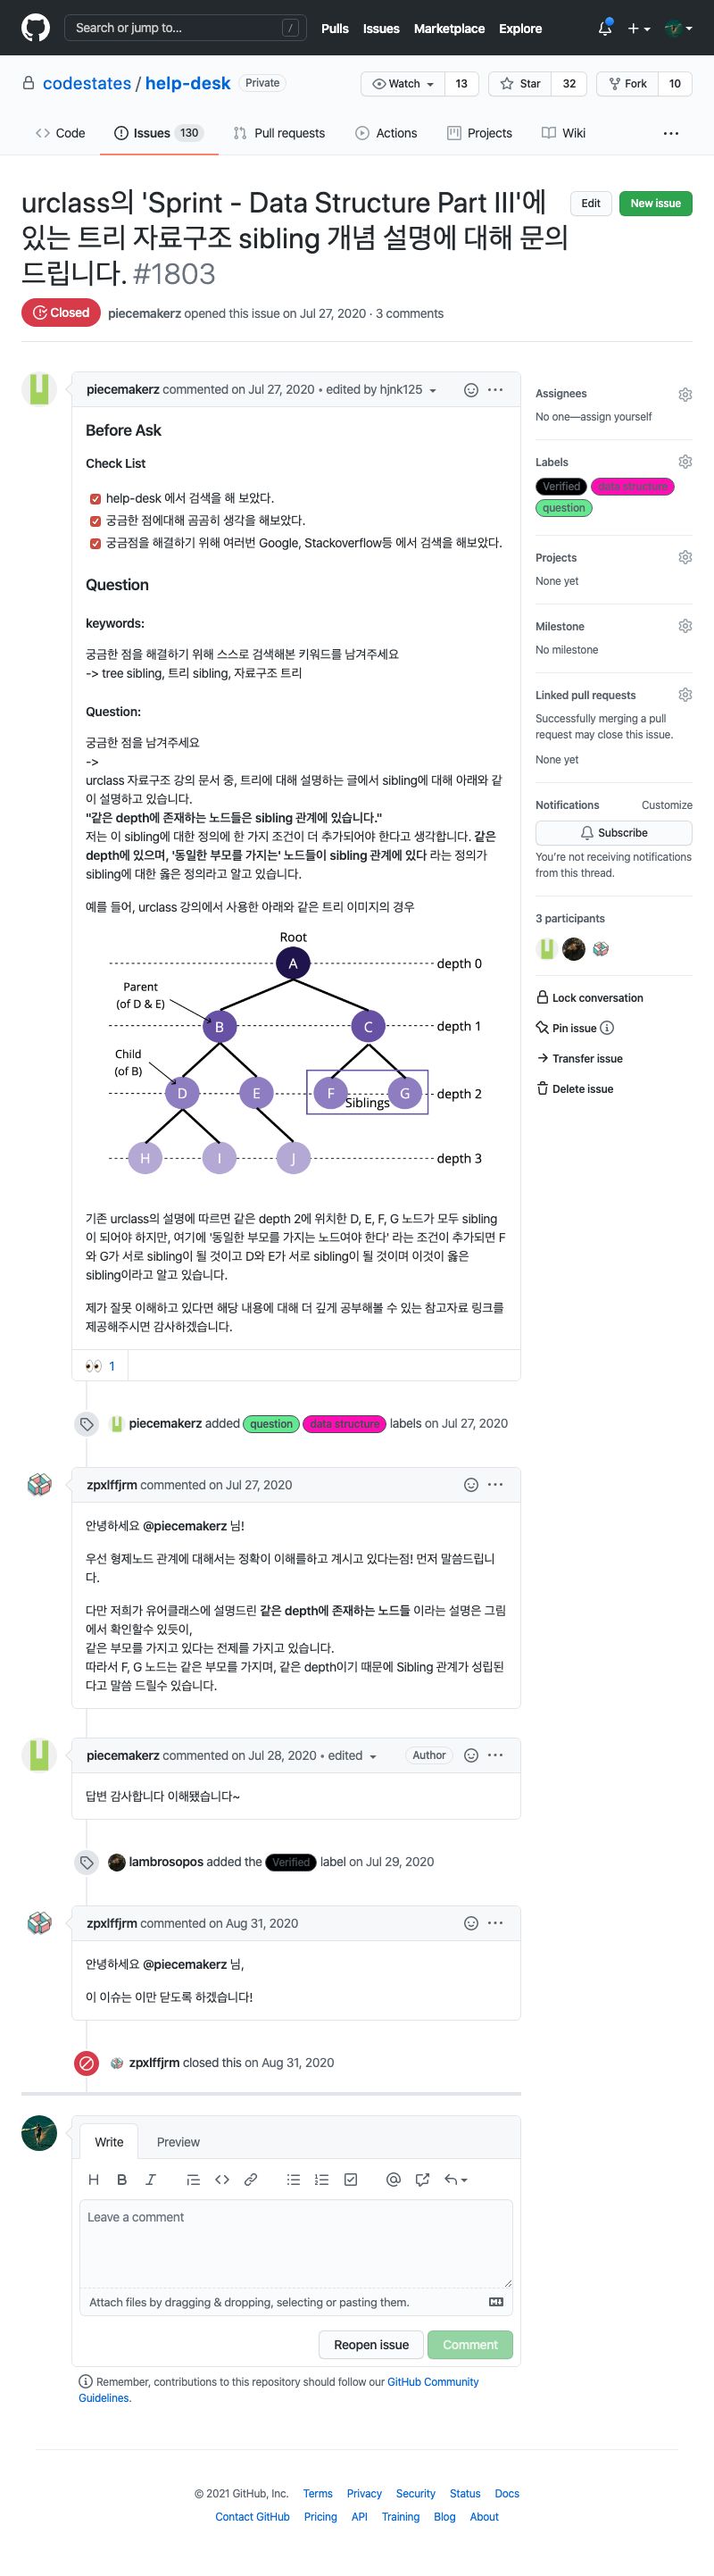 Search or jump to... /
Pulls Issues Marketplace Explore
codestates / help-desk Private
Watch 13 Star 32 Fork 10
Code Issues 130 Pull requests Actions Projects Wiki
urclass의 'Sprint - Data Structure Part III'에
있는 트리 자료구조 sibling 개념 설명에 대해 문의
드립니다. #1803
Edit New issue
Closed piecemakerz opened this issue on Jul 27, 2020 · 3 comments
piecemakerz commented on Jul 27, 2020 • edited by hjnk125
Before Ask
Check List
help-desk 에서 검색을 해 보았다.
궁금한 점에대해 곰곰히 생각을 해보았다.
궁금점을 해결하기 위해 여러번 Google, Stackoverflow등 에서 검색을 해보았다.
Question
keywords:
궁금한 점을 해결하기 위해 스스로 검색해본 키워드를 남겨주세요
-> tree sibling, 트리 sibling, 자료구조 트리
Question:
궁금한 점을 남겨주세요
->
urclass 자료구조 강의 문서 중, 트리에 대해 설명하는 글에서 sibling에 대해 아래와 같
이 설명하고 있습니다.
"같은 depth에 존재하는 노드들은 sibling 관계에 있습니다."
저는 이 sibling에 대한 정의에 한 가지 조건이 더 추가되어야 한다고 생각합니다. 같은
depth에 있으며, '동일한 부모를 가지는' 노드들이 sibling 관계에 있다 라는 정의가
sibling에 대한 옳은 정의라고 알고 있습니다.
예를 들어, urclass 강의에서 사용한 아래와 같은 트리 이미지의 경우
Root
A depth 0
Parent
(of D & E)
B C depth 1
Child
(of B)
D E F G depth 2
Siblings
H I J depth 3
기존 urclass의 설명에 따르면 같은 depth 2에 위치한 D, E, F, G 노드가 모두 sibling
이 되어야 하지만, 여기에 '동일한 부모를 가지는 노드여야 한다' 라는 조건이 추가되면 F
와 G가 서로 sibling이 될 것이고 D와 E가 서로 sibling이 될 것이며 이것이 옳은
sibling이라고 알고 있습니다.
제가 잘못 이해하고 있다면 해당 내용에 대해 더 깊게 공부해볼 수 있는 참고자료 링크를
제공해주시면 감사하겠습니다.
1
piecemakerz added question data structure labels on Jul 27, 2020
zpxlffjrm commented on Jul 27, 2020
안녕하세요 @piecemakerz 님!
우선 형제노드 관계에 대해서는 정확이 이해를하고 계시고 있다는점! 먼저 말씀드립니
다.
다만 저희가 유어클래스에 설명드린 같은 depth에 존재하는 노드들 이라는 설명은 그림
에서 확인할수 있듯이,
같은 부모를 가지고 있다는 전제를 가지고 있습니다.
따라서 F, G 노드는 같은 부모를 가지며, 같은 depth이기 때문에 Sibling 관계가 성립된
다고 말씀 드릴수 있습니다.
piecemakerz commented on Jul 28, 2020 • edited Author
답변 감사합니다 이해됐습니다~
lambrosopos added the Verified label on Jul 29, 2020
zpxlffjrm commented on Aug 31, 2020
안녕하세요 @piecemakerz 님,
이 이슈는 이만 닫도록 하겠습니다!
zpxlffjrm closed this on Aug 31, 2020
Write Preview
Leave a comment
Attach files by dragging & dropping, selecting or pasting them.
Reopen issue Comment
Remember, contributions to this repository should follow our GitHub Community
Guidelines.
Assignees
No one—assign yourself
Labels
Verified data structure
question
Projects
None yet
Milestone
No milestone
Linked pull requests
Successfully merging a pull
request may close this issue.
None yet
Notifications Customize
Subscribe
You're not receiving notifications
from this thread.
3 participants
Lock conversation
Pin issue
Transfer issue
Delete issue
© 2021 GitHub, Inc. Terms Privacy Security Status Docs
Contact GitHub Pricing API Training Blog About